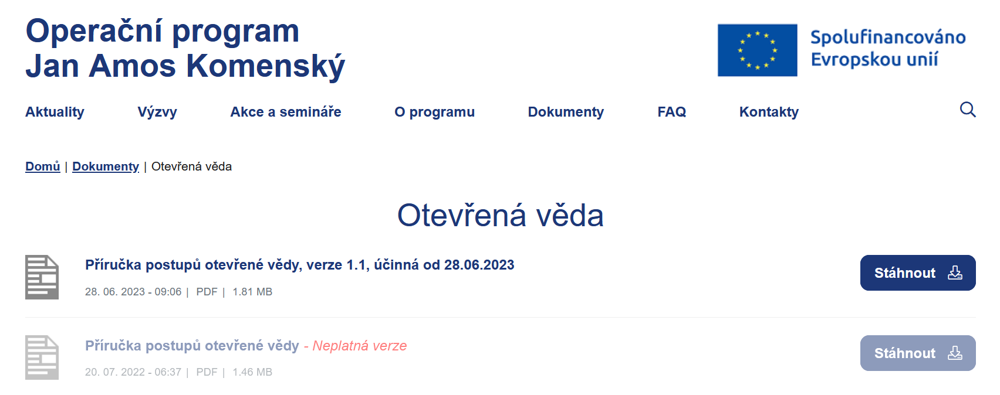 Operační program
Jan Amos Komenský
Spolufinancováno
Evropskou unií
Aktuality Výzvy Akce a semináře O programu Dokumenty FAQ Kontakty
Domů | Dokumenty | Otevřená věda
Otevřená věda
Příručka postupů otevřené vědy, verze 1.1, účinná od 28.06.2023
Stáhnout
28. 06. 2023 - 09:06 | PDF | 1.81 MB
Příručka postupů otevřené vědy - Neplatná verze
Stáhnout
20. 07. 2022 - 06:37 | PDF | 1.46 MB